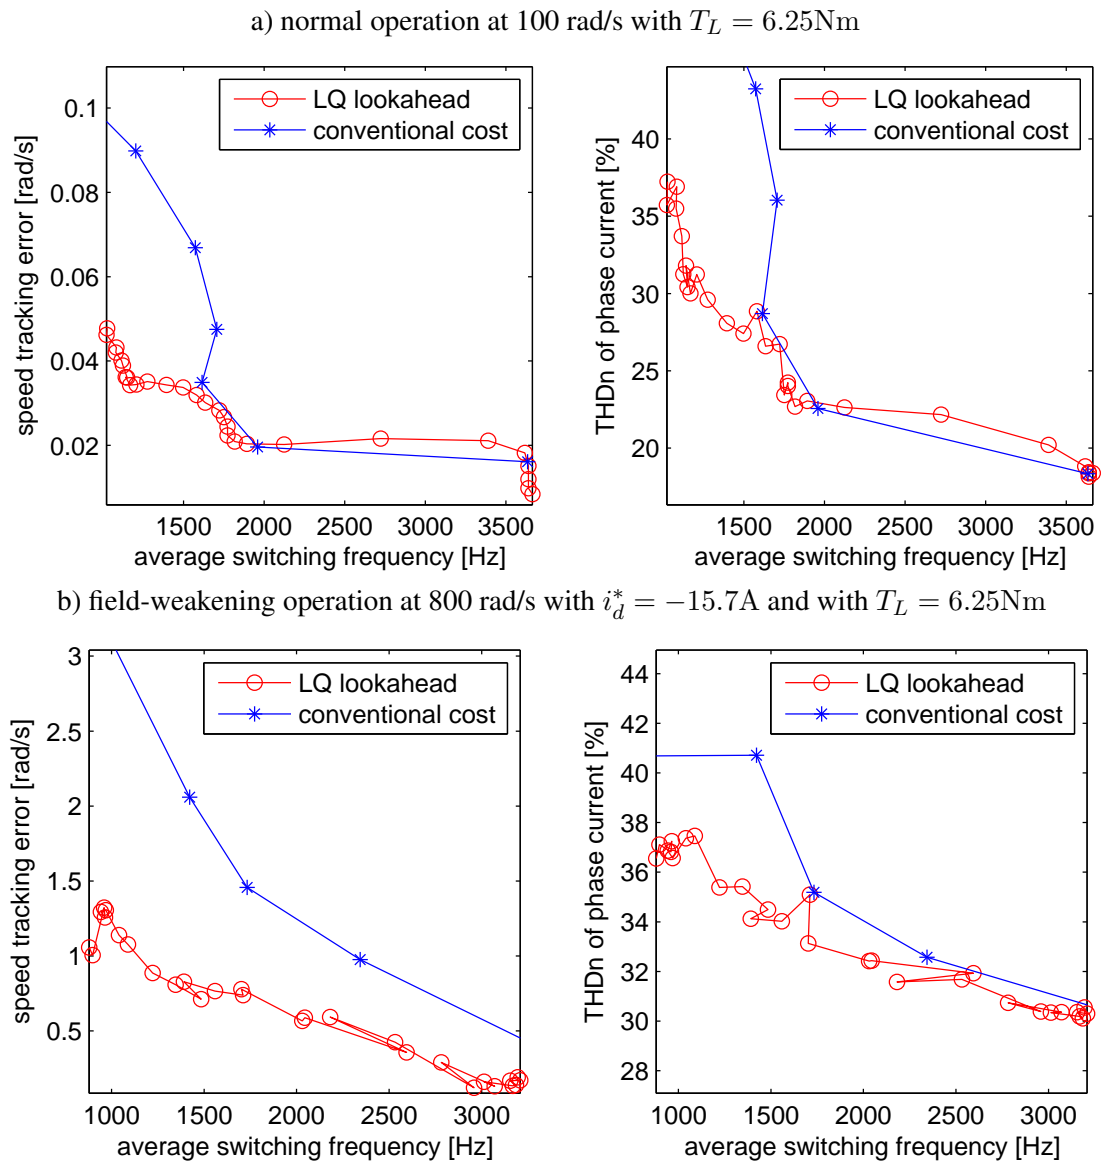 a) normal operation at 100 rad/s with T_L = 6.25Nm
LQ lookahead
conventional cost
0.1
0.08
0.06
0.04
0.02
speed tracking error [rad/s]
1500 2000 2500 3000 3500
average switching frequency [Hz]
LQ lookahead
conventional cost
40
35
30
25
20
THDn of phase current [%]
1500 2000 2500 3000 3500
average switching frequency [Hz]
b) field-weakening operation at 800 rad/s with i_d^* = −15.7A and with T_L = 6.25Nm
LQ lookahead
conventional cost
3
2.5
2
1.5
1
0.5
speed tracking error [rad/s]
1000 1500 2000 2500 3000
average switching frequency [Hz]
LQ lookahead
conventional cost
44
42
40
38
36
34
32
30
28
THDn of phase current [%]
1000 1500 2000 2500 3000
average switching frequency [Hz]